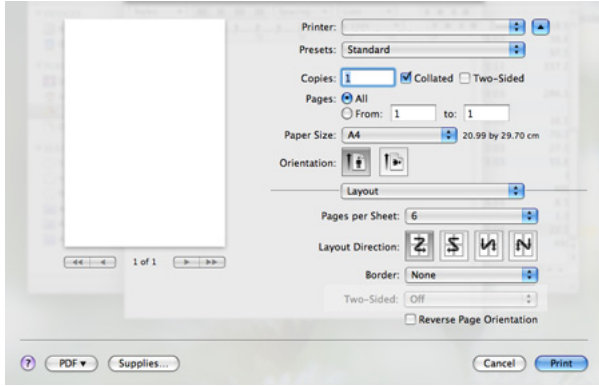 Printer:
Presets: Standard
Copies: 1 Collated Two-Sided
Pages: All
From: 1 to: 1
Paper Size: A4 20.99 by 29.70 cm
Orientation:
Layout
Pages per Sheet: 6
Layout Direction:
1 of 1
Border: None
Two-Sided: Off
Reverse Page Orientation
? PDF▾ Supplies... Cancel Print